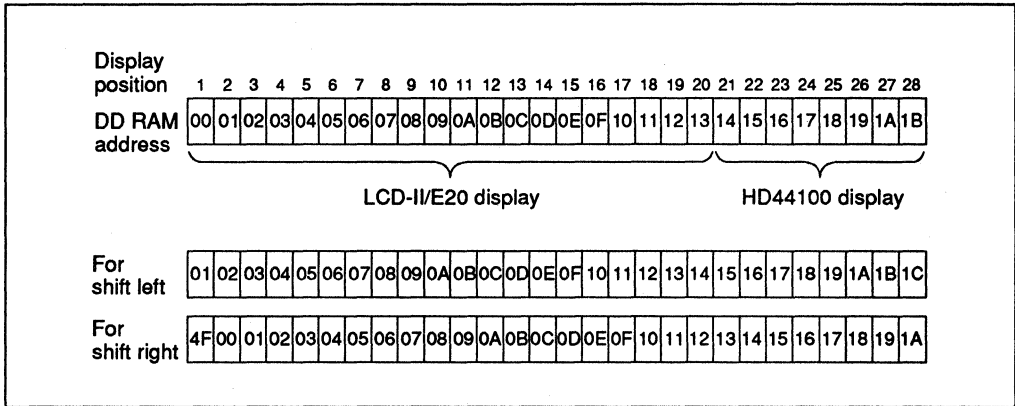 Display
position 1 2 3 4 5 6 7 8 9 10 11 12 13 14 15 16 17 18 19 20 21 22 23 24 25 26 27 28
DD RAM
address 00 01 02 03 04 05 06 07 08 09 0A 0B 0C 0D 0E 0F 10 11 12 13 14 15 16 17 18 19 1A 1B
LCD-II/E20 display HD44100 display
For
shift left 01 02 03 04 05 06 07 08 09 0A 0B 0C 0D 0E 0F 10 11 12 13 14 15 16 17 18 19 1A 1B 1C
For
shift right 4F 00 01 02 03 04 05 06 07 08 09 0A 0B 0C 0D 0E 0F 10 11 12 13 14 15 16 17 18 19 1A